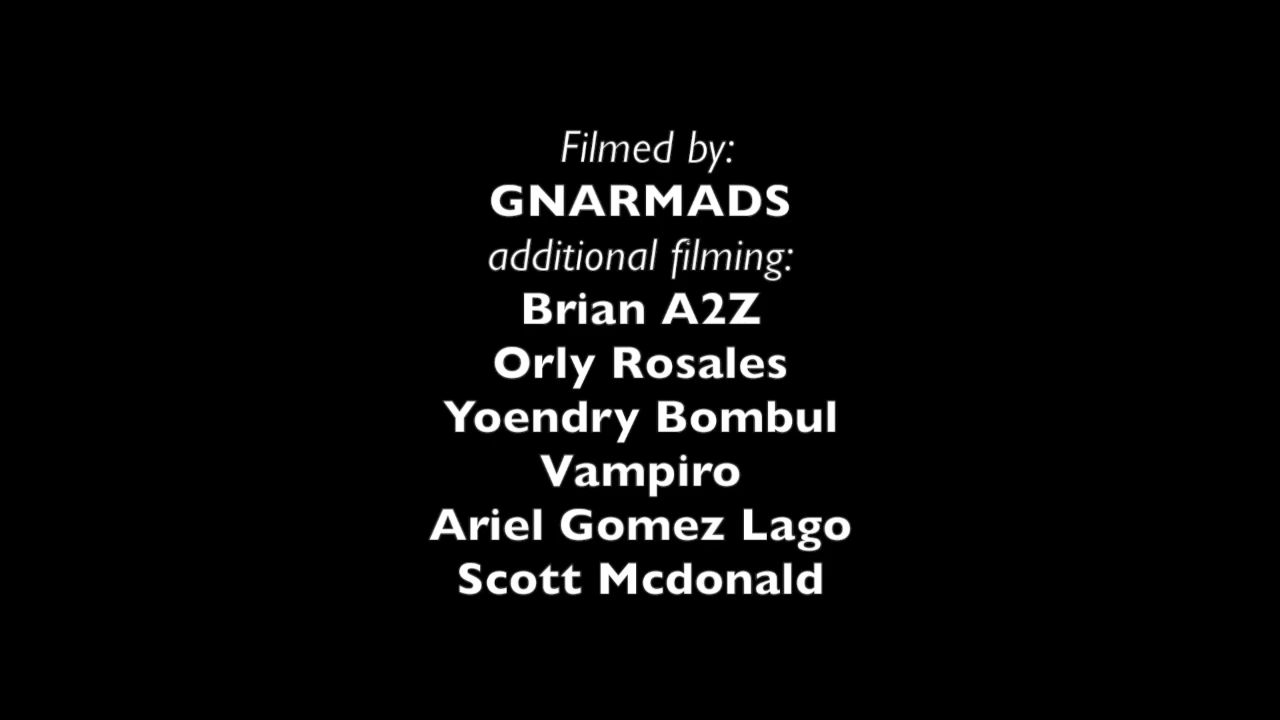 Filmed by:
GNARMADS
additional filming:
Brian A2Z
Orly Rosales
Yoendry Bombul
Vampiro
Ariel Gomez Lago
Scott Mcdonald